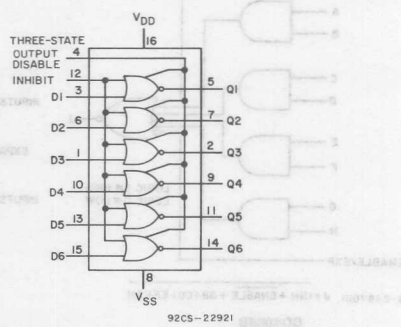 VDD
16
THREE-STATE
OUTPUT 4
DISABLE
INHIBIT 12
D1 3
5 Q1
D2 6
7 Q2
D3 1
2 Q3
D4 10
9 Q4
D5 13
11 Q5
D6 15
14 Q6
8
VSS
92CS-22921